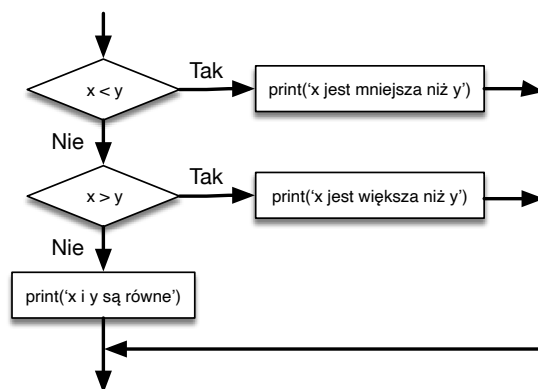 x < y
Tak
print(‘x jest mniejsza niż y’)
Nie
x > y
Tak
print(‘x jest większa niż y’)
Nie
print(‘x i y są równe’)